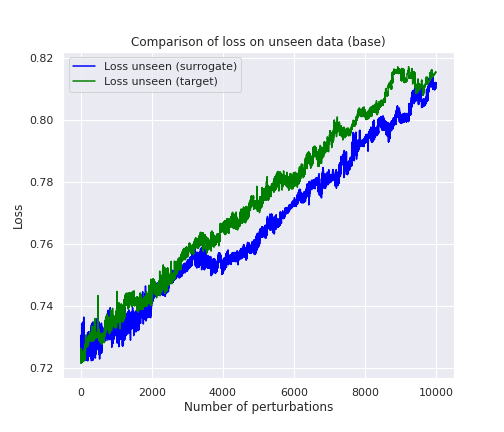 Comparison of loss on unseen data (base)
0.82
Loss unseen (surrogate)
Loss unseen (target)
0.80
0.78
Loss
0.76
0.74
0.72
0 2000 4000 6000 8000 10000
Number of perturbations